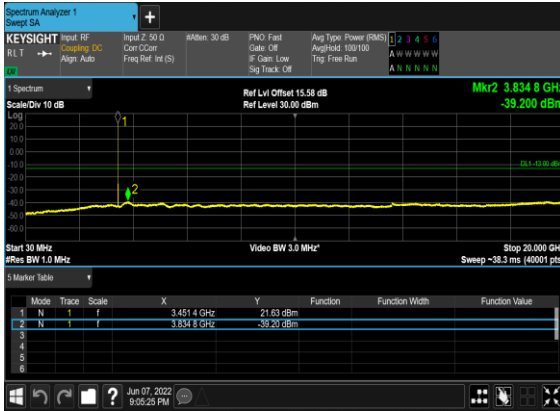 Spectrum Analyzer 1
Swept SA
+
KEYSIGHT Input: RF Input Z: 50 Ω #Atten: 30 dB PNO: Fast Avg Type: Power (RMS) 1 2 3 4 5 6
RLT Coupling: DC Corr CCorr Gate: Off Avg|Hold: 100/100 A W W W W W
Align: Auto Freq Ref: Int (S) IF Gain: Low Trig: Free Run
Sig Track: Off A N N N N N
1 Spectrum
Ref Lvl Offset 15.58 dB Mkr2 3.834 8 GHz
Scale/Div 10 dB Ref Level 30.00 dBm -39.200 dBm
Log
20.0
10.0
0.00
-10.0
DL1 -13.00 dBm
-20.0
-30.0
-40.0
-50.0
-60.0
1
2
Start 30 MHz Video BW 3.0 MHz* Stop 20.000 GHz
#Res BW 1.0 MHz Sweep ~38.3 ms (40001 pts)
5 Marker Table
Mode Trace Scale X Y Function Function Width Function Value
1 N 1 f 3.451 4 GHz 21.63 dBm
2 N 1 f 3.834 8 GHz -39.20 dBm
3
4
5
6
? Jun 07, 2022
9:05:25 PM